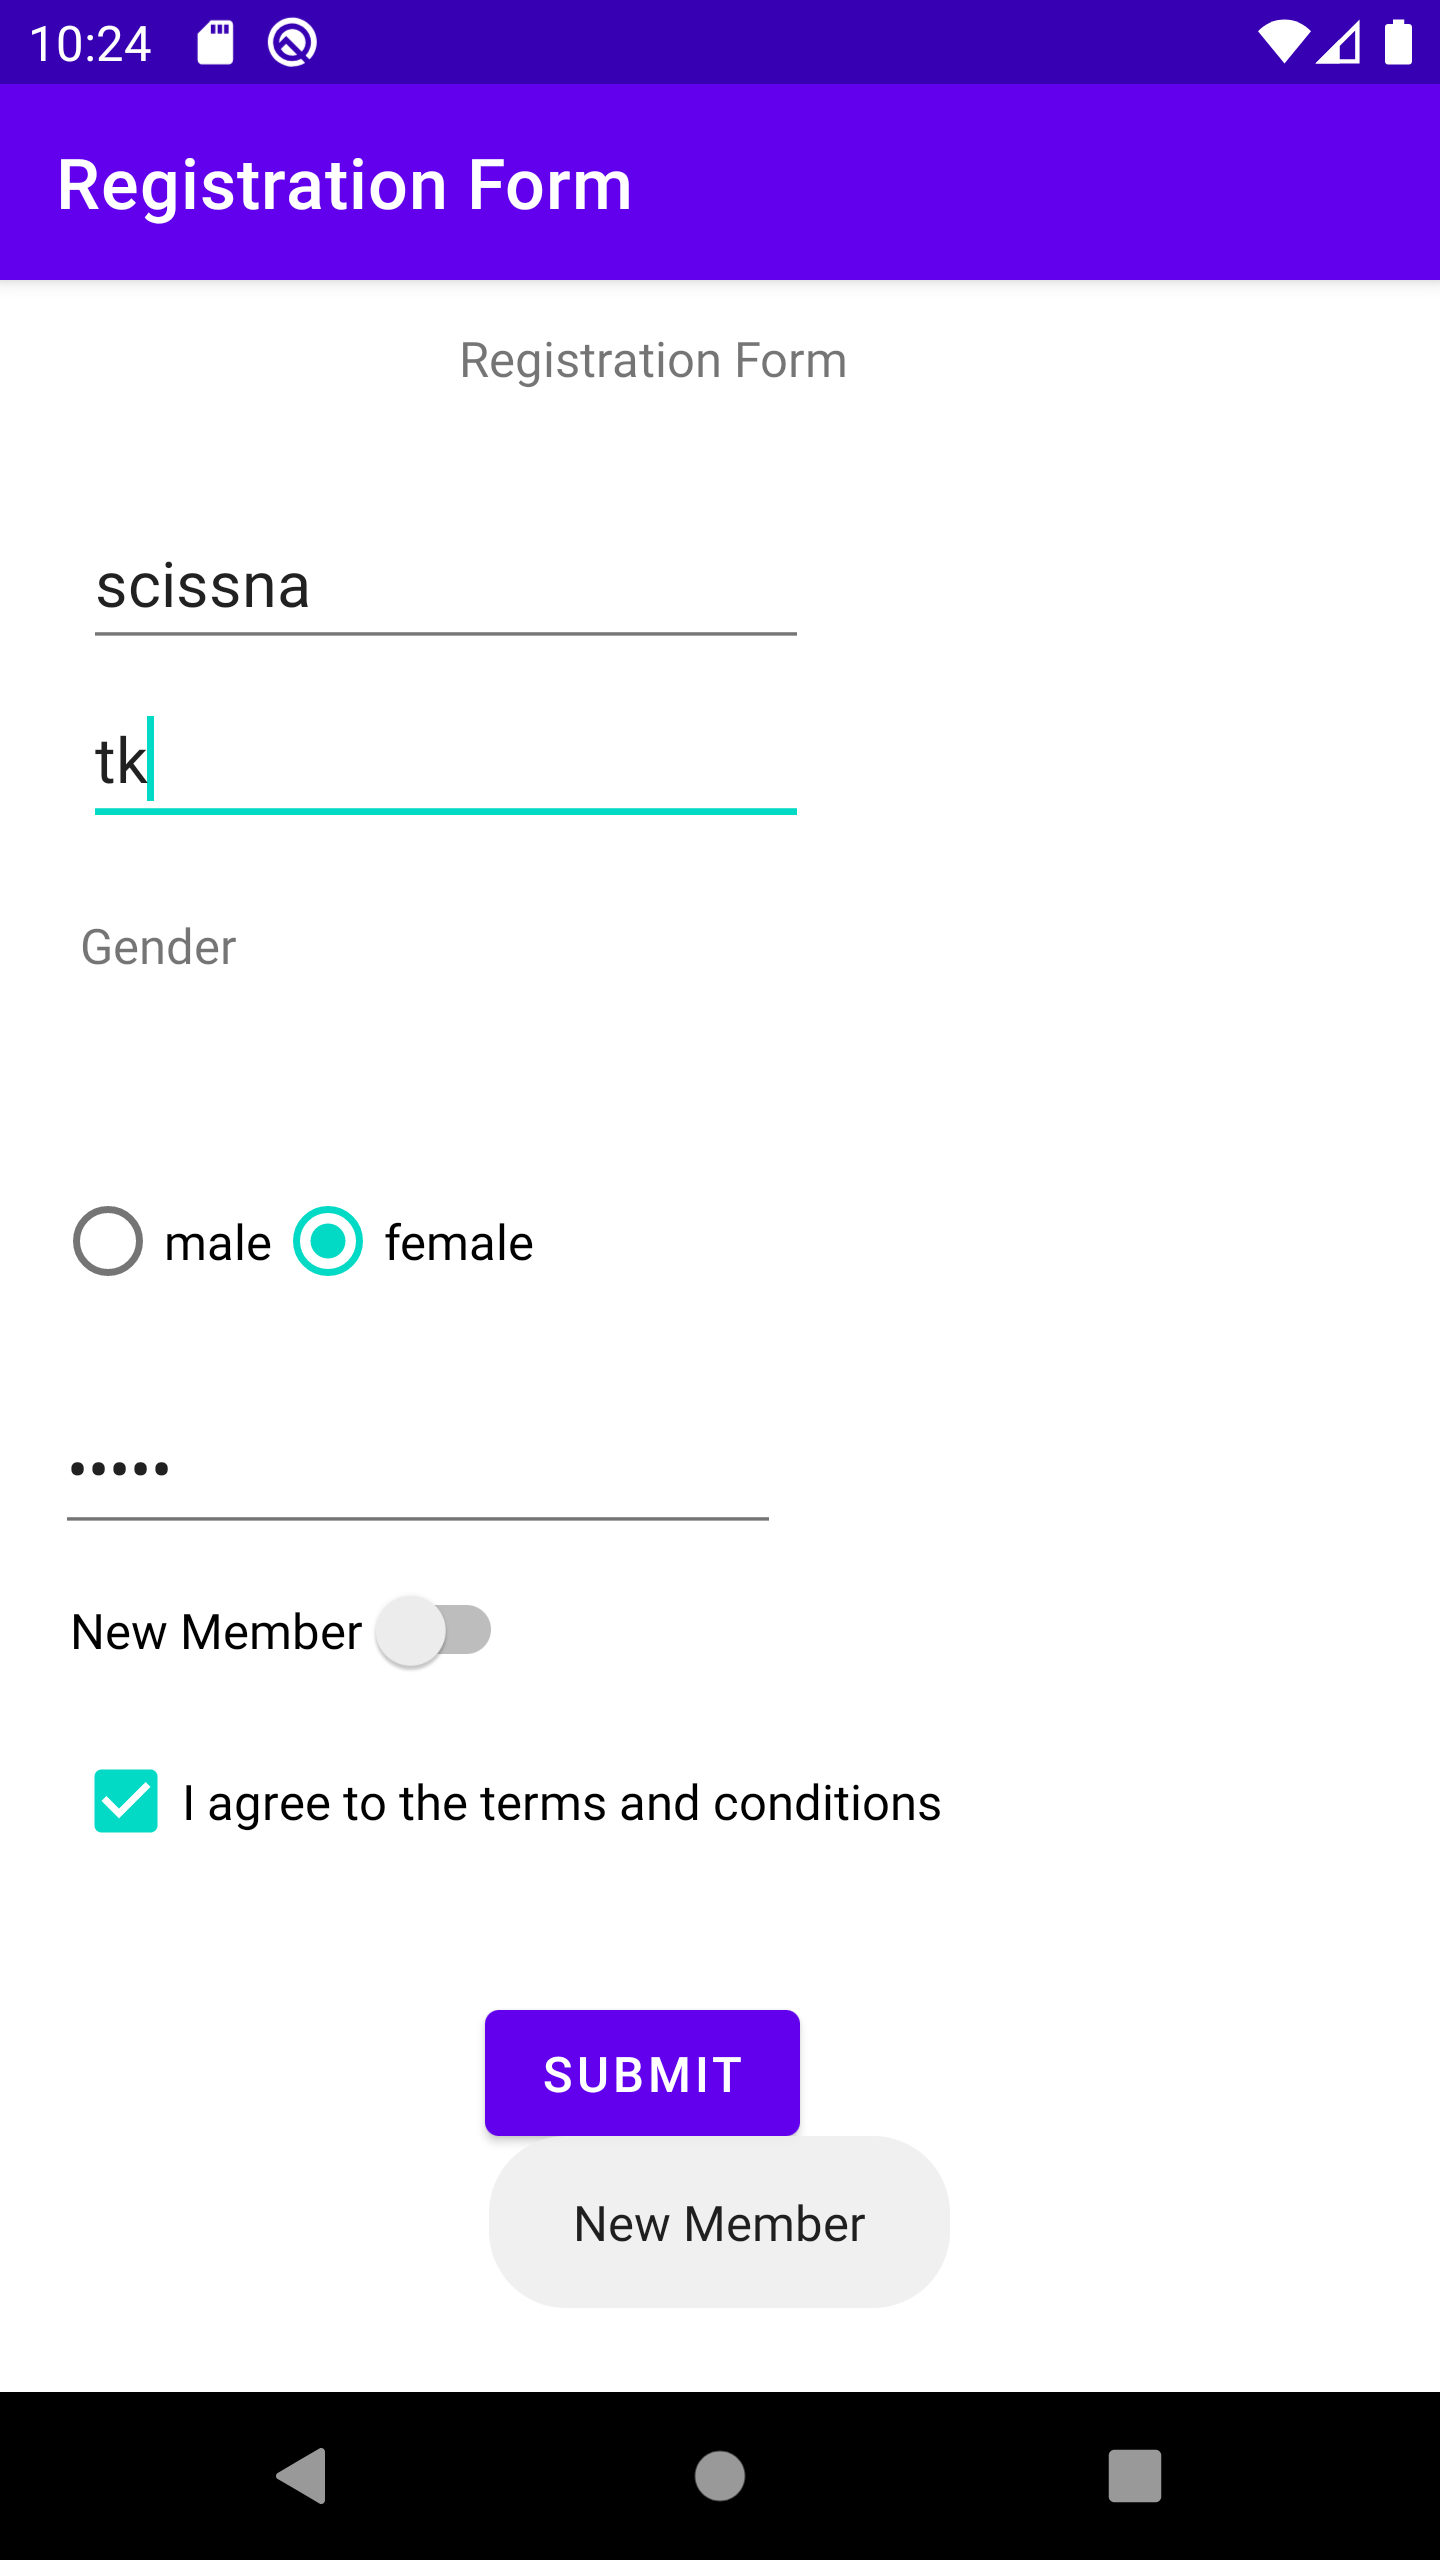 10:24
Registration Form
Registration Form
scissna
tk
Gender
male female
•••••
New Member
I agree to the terms and conditions
SUBMIT
New Member